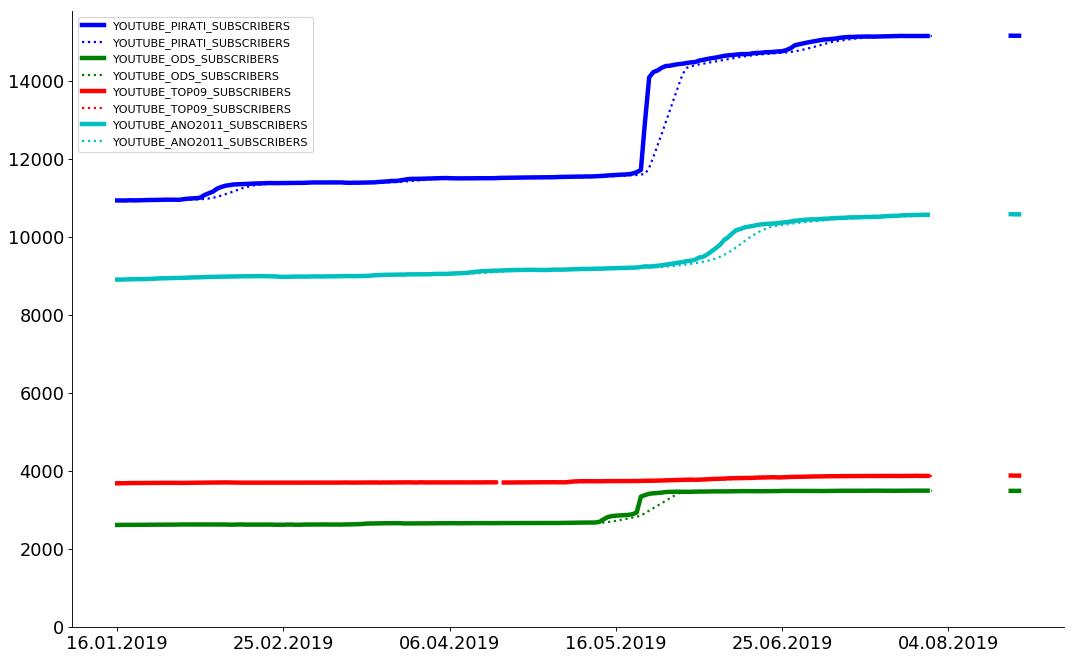 YOUTUBE_PIRATI_SUBSCRIBERS
YOUTUBE_PIRATI_SUBSCRIBERS
YOUTUBE_ODS_SUBSCRIBERS
YOUTUBE_ODS_SUBSCRIBERS
YOUTUBE_TOP09_SUBSCRIBERS
YOUTUBE_TOP09_SUBSCRIBERS
YOUTUBE_ANO2011_SUBSCRIBERS
YOUTUBE_ANO2011_SUBSCRIBERS
14000
12000
10000
8000
6000
4000
2000
0
16.01.2019 25.02.2019 06.04.2019 16.05.2019 25.06.2019 04.08.2019